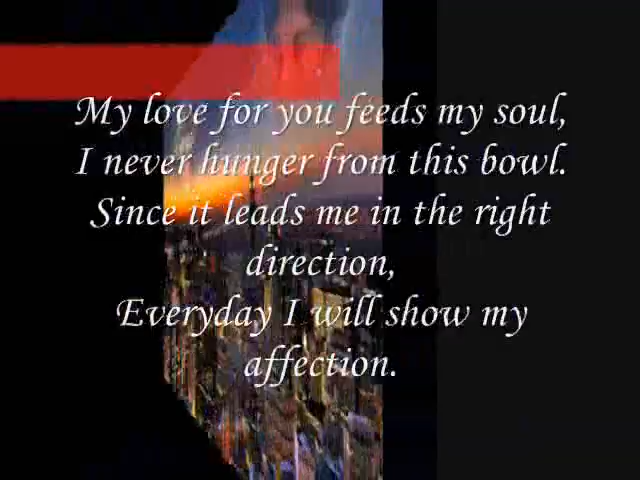 My love for you feeds my soul,
I never hunger from this bowl.
Since it leads me in the right
direction,
Everyday I will show my
affection.